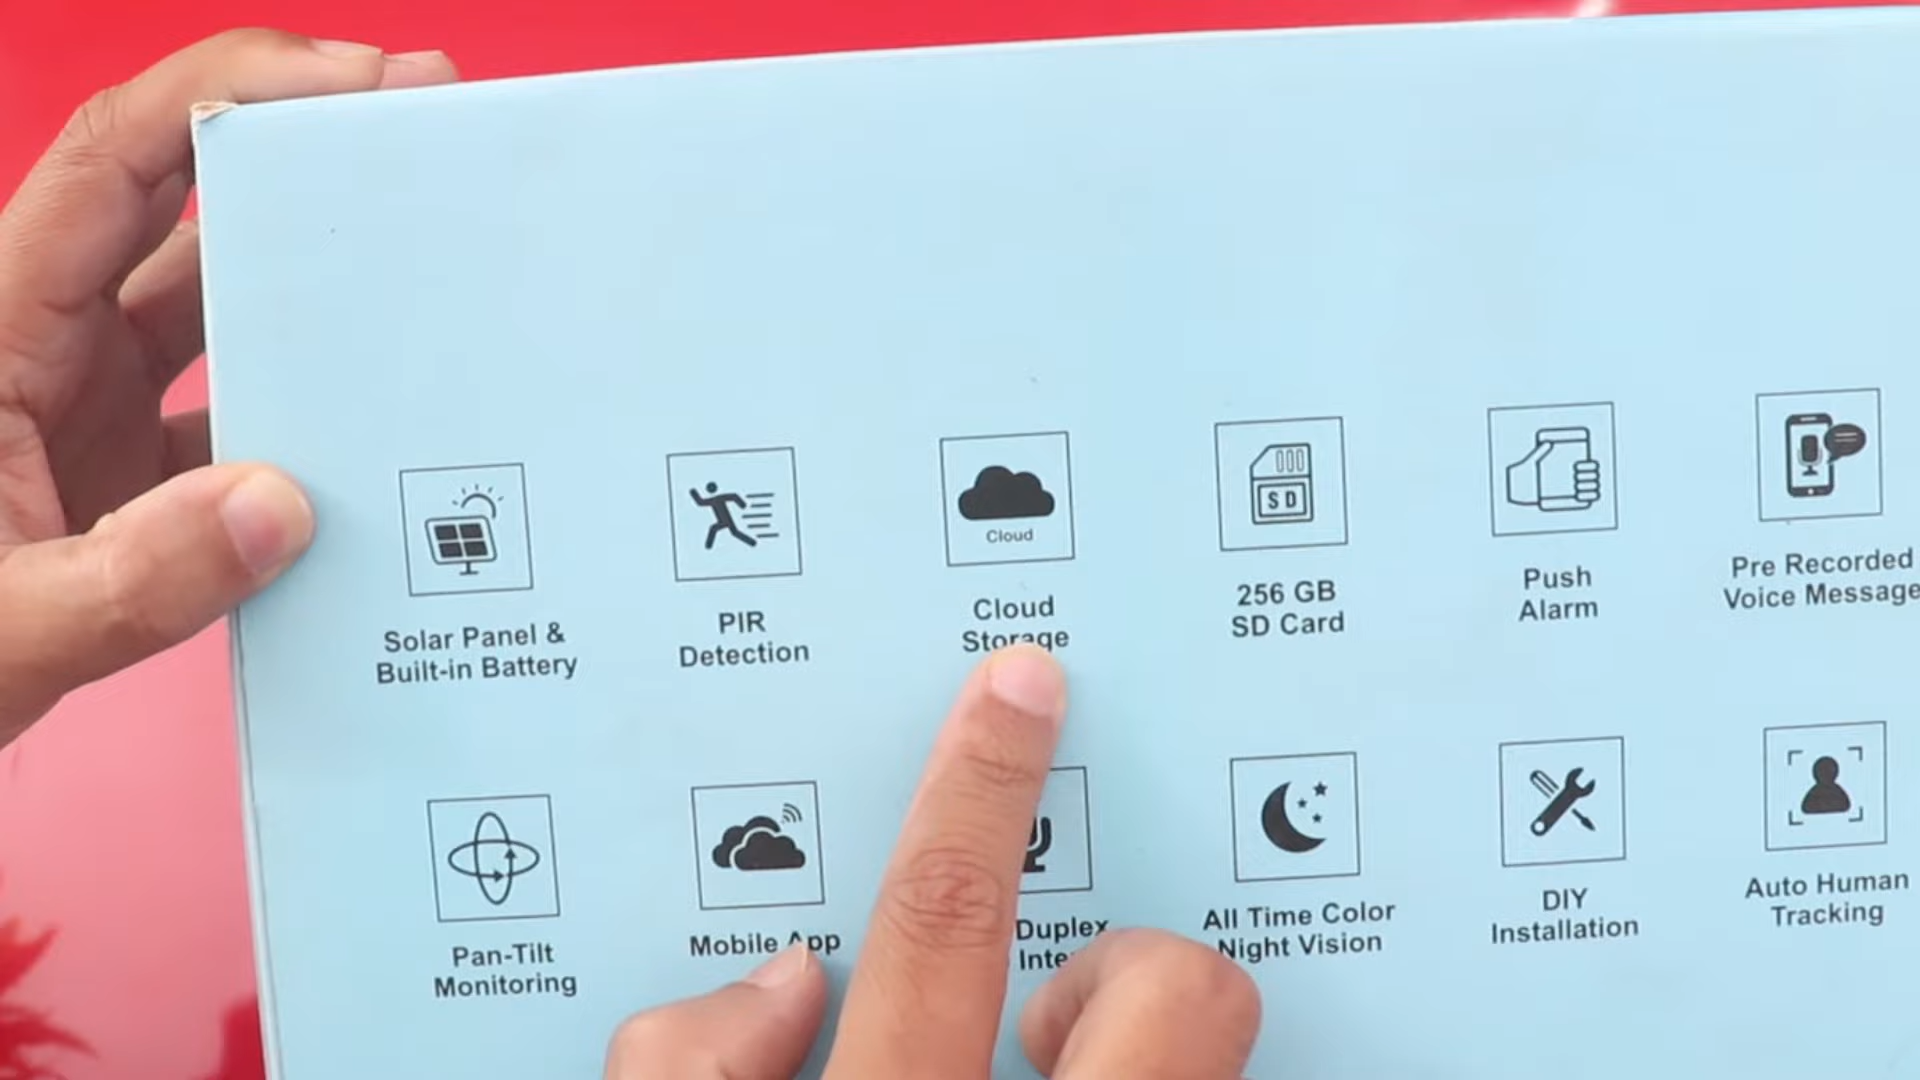 Cloud
SD
Solar Panel &
Built-in Battery
PIR
Detection
Cloud
Storage
256 GB
SD Card
Push
Alarm
Pre Recorded
Voice Message
Pan-Tilt
Monitoring
Mobile App
Duplex
All Time Color
Night Vision
DIY
Installation
Auto Human
Tracking